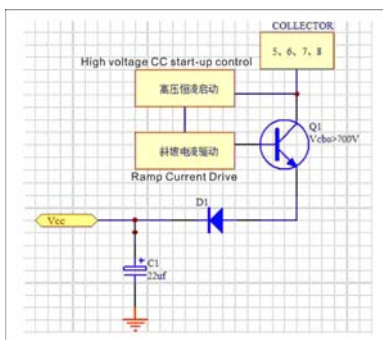 COLLECTOR
5、6、7、8
High voltage CC start-up control
高压恒流启动
Q1
Vcbo>700V
斜坡电流驱动
Ramp Current Drive
D1
Vcc
C1
22uf